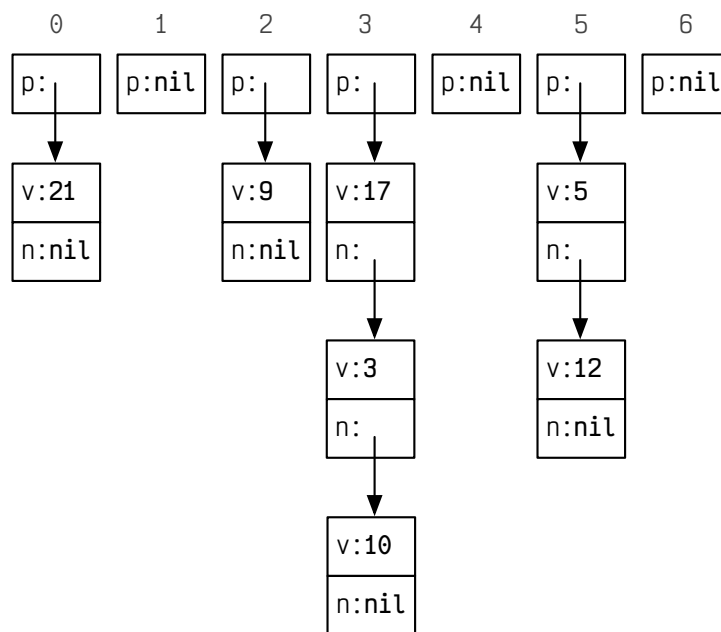 0 1 2 3 4 5 6
p: p:nil p: p: p:nil p: p:nil
v:21 v:9 v:17 v:5
n:nil n:nil n: n:
v:3 v:12
n: n:nil
v:10
n:nil